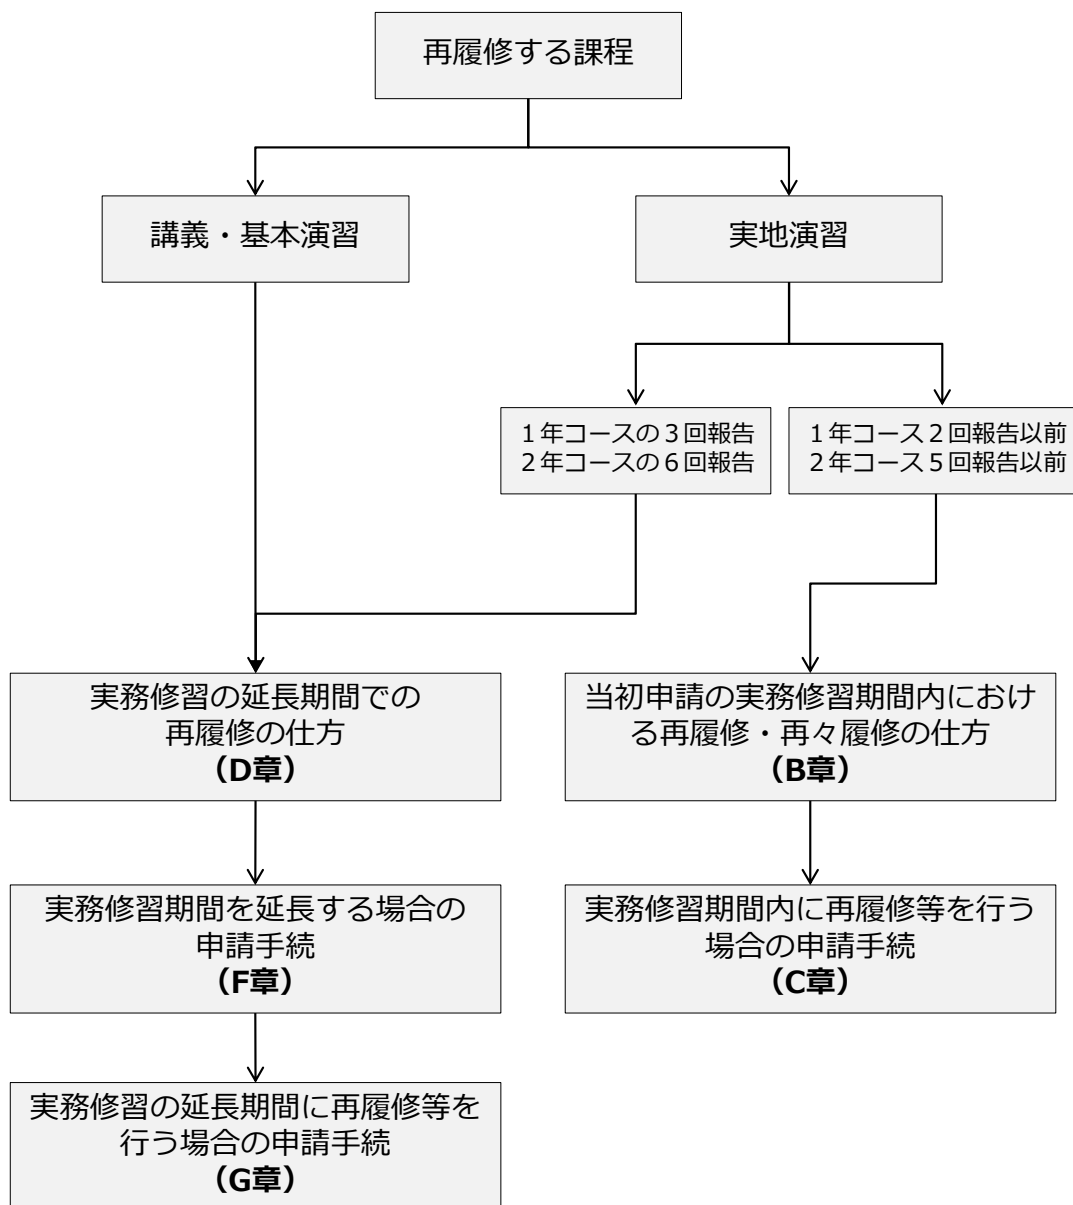 再履修する課程
講義・基本演習
実地演習
１年コースの３回報告
２年コースの６回報告
１年コース２回報告以前
２年コース５回報告以前
実務修習の延長期間での
再履修の仕方
（D章）
当初申請の実務修習期間内におけ
る再履修・再々履修の仕方
（B章）
実務修習期間を延長する場合の
申請手続
（F章）
実務修習期間内に再履修等を行う
場合の申請手続
（C章）
実務修習の延長期間に再履修等を
行う場合の申請手続
（G章）